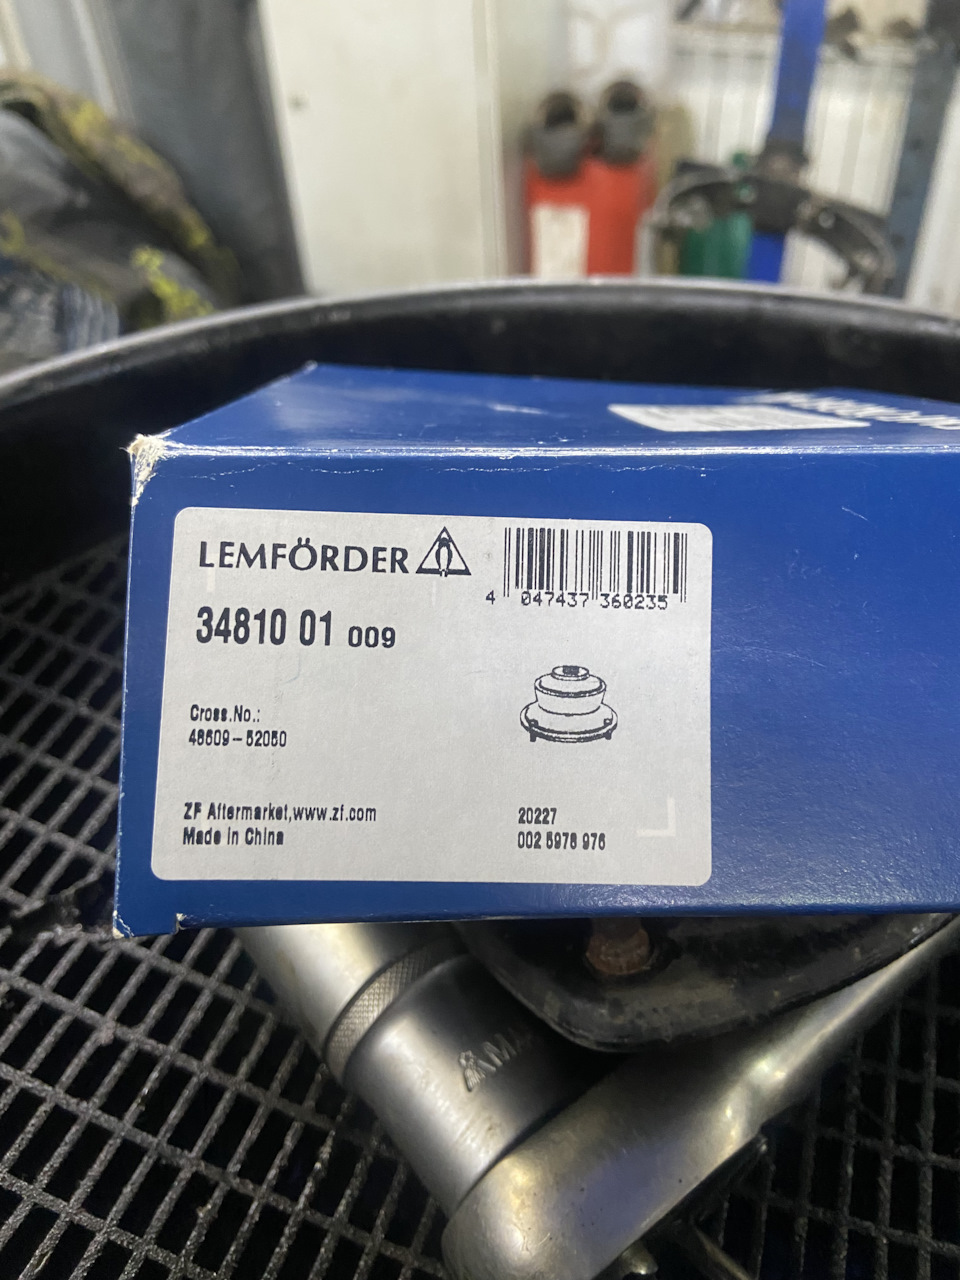 LEMFÖRDER
4 047437 360235
34810 01 009
Cross.No.:
48609-52050
ZF Aftermarket,www.zf.com
Made in China
20227
002 5978 976